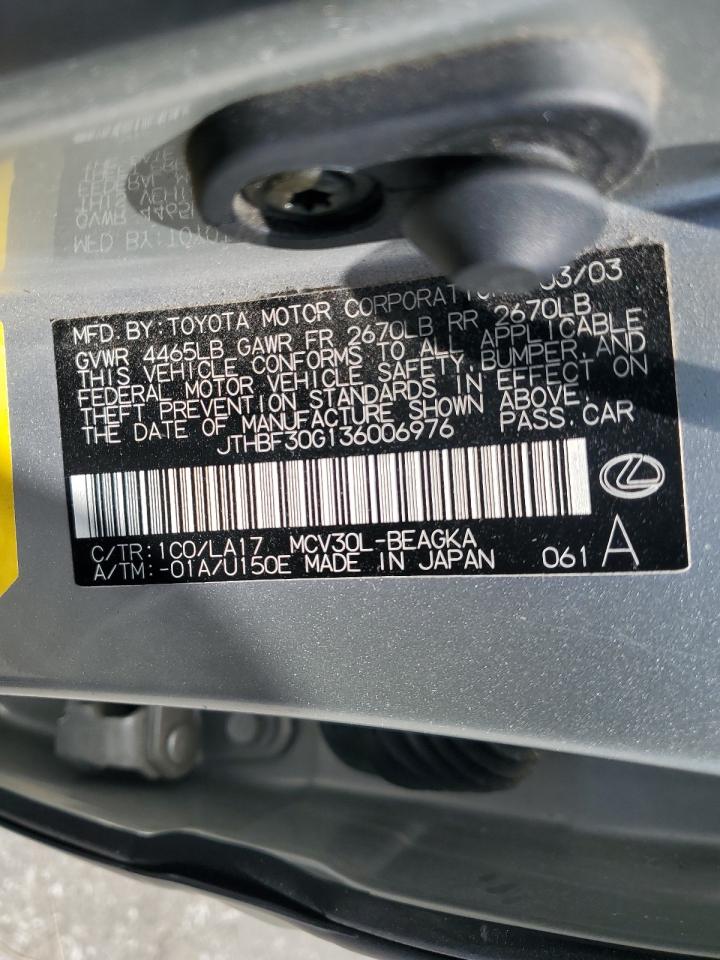 MFD. BY: TOYOTA MOTOR CORPORATION 03/03
GVWR 4465LB GAWR FR 2670LB RR 2670LB
THIS VEHICLE CONFORMS TO ALL APPLICABLE
FEDERAL MOTOR VEHICLE SAFETY, BUMPER, AND
THEFT PREVENTION STANDARDS IN EFFECT ON
THE DATE OF MANUFACTURE SHOWN ABOVE.
JTHBF30G136006976 PASS. CAR
C/TR: 1C0/LA17 MCV30L-BEAGKA
A/TM: -01A/U150E MADE IN JAPAN 061 A